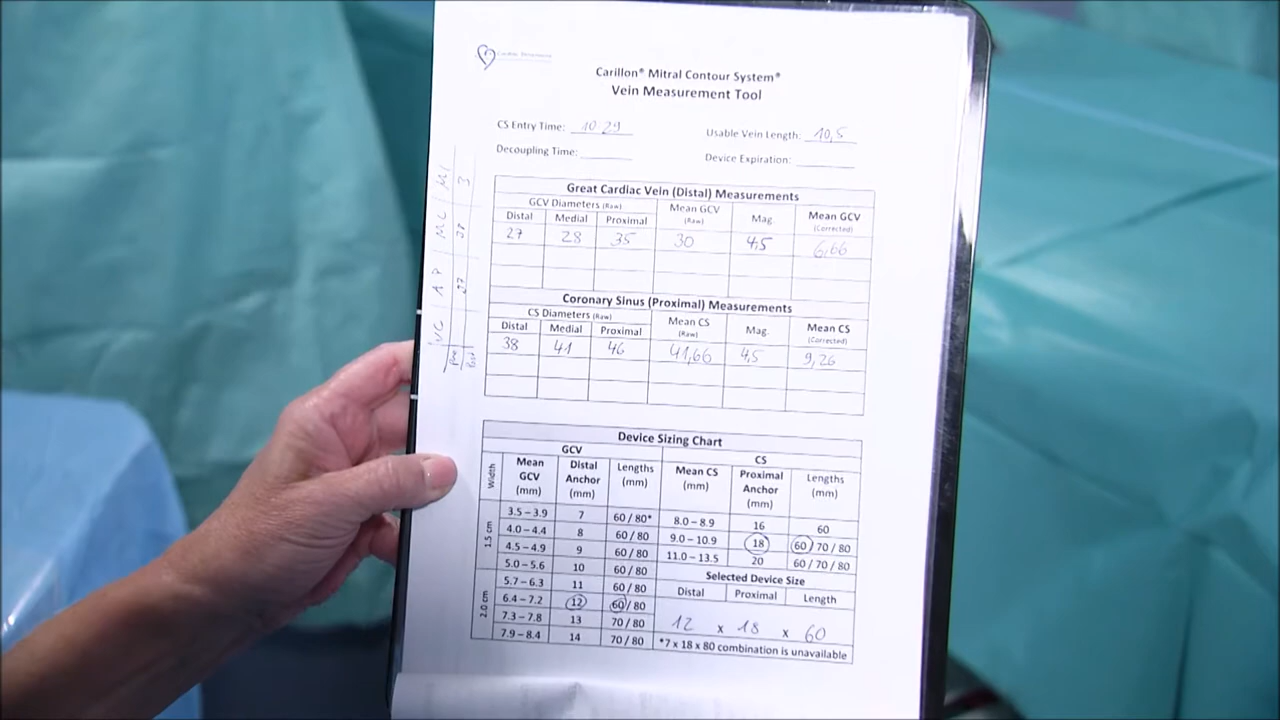 Cardiac Dimensions
Carillon® Mitral Contour System®
Vein Measurement Tool
CS Entry Time: 10 29 Usable Vein Length: 10,5
Decoupling Time: Device Expiration:
Great Cardiac Vein (Distal) Measurements
GCV Diameters (Raw) Mean GCV (Raw) Mag. Mean GCV (Corrected)
Distal Medial Proximal
27 28 35 30 4,5 6,66
Coronary Sinus (Proximal) Measurements
CS Diameters (Raw) Mean CS (Raw) Mag. Mean CS (Corrected)
Distal Medial Proximal
38 41 46 41,66 4,5 9,26
Device Sizing Chart
GCV CS
Width Mean GCV (mm) Distal Anchor (mm) Lengths (mm) Mean CS (mm) Proximal Anchor (mm) Lengths (mm)
1.5 cm
3.5 – 3.9 7 60 / 80* 8.0 – 8.9 16 60
4.0 – 4.4 8 60 / 80 9.0 – 10.9 18 60 / 70 / 80
4.5 – 4.9 9 60 / 80 11.0 – 13.5 20 60 / 70 / 80
5.0 – 5.6 10 60 / 80 Selected Device Size
2.0 cm
5.7 – 6.3 11 60 / 80 Distal Proximal Length
6.4 – 7.2 12 60 / 80
7.3 – 7.8 13 70 / 80 12 x 18 x 60
7.9 – 8.4 14 70 / 80 *7 x 18 x 80 combination is unavailable
VC AP
pre 27 38 3
post